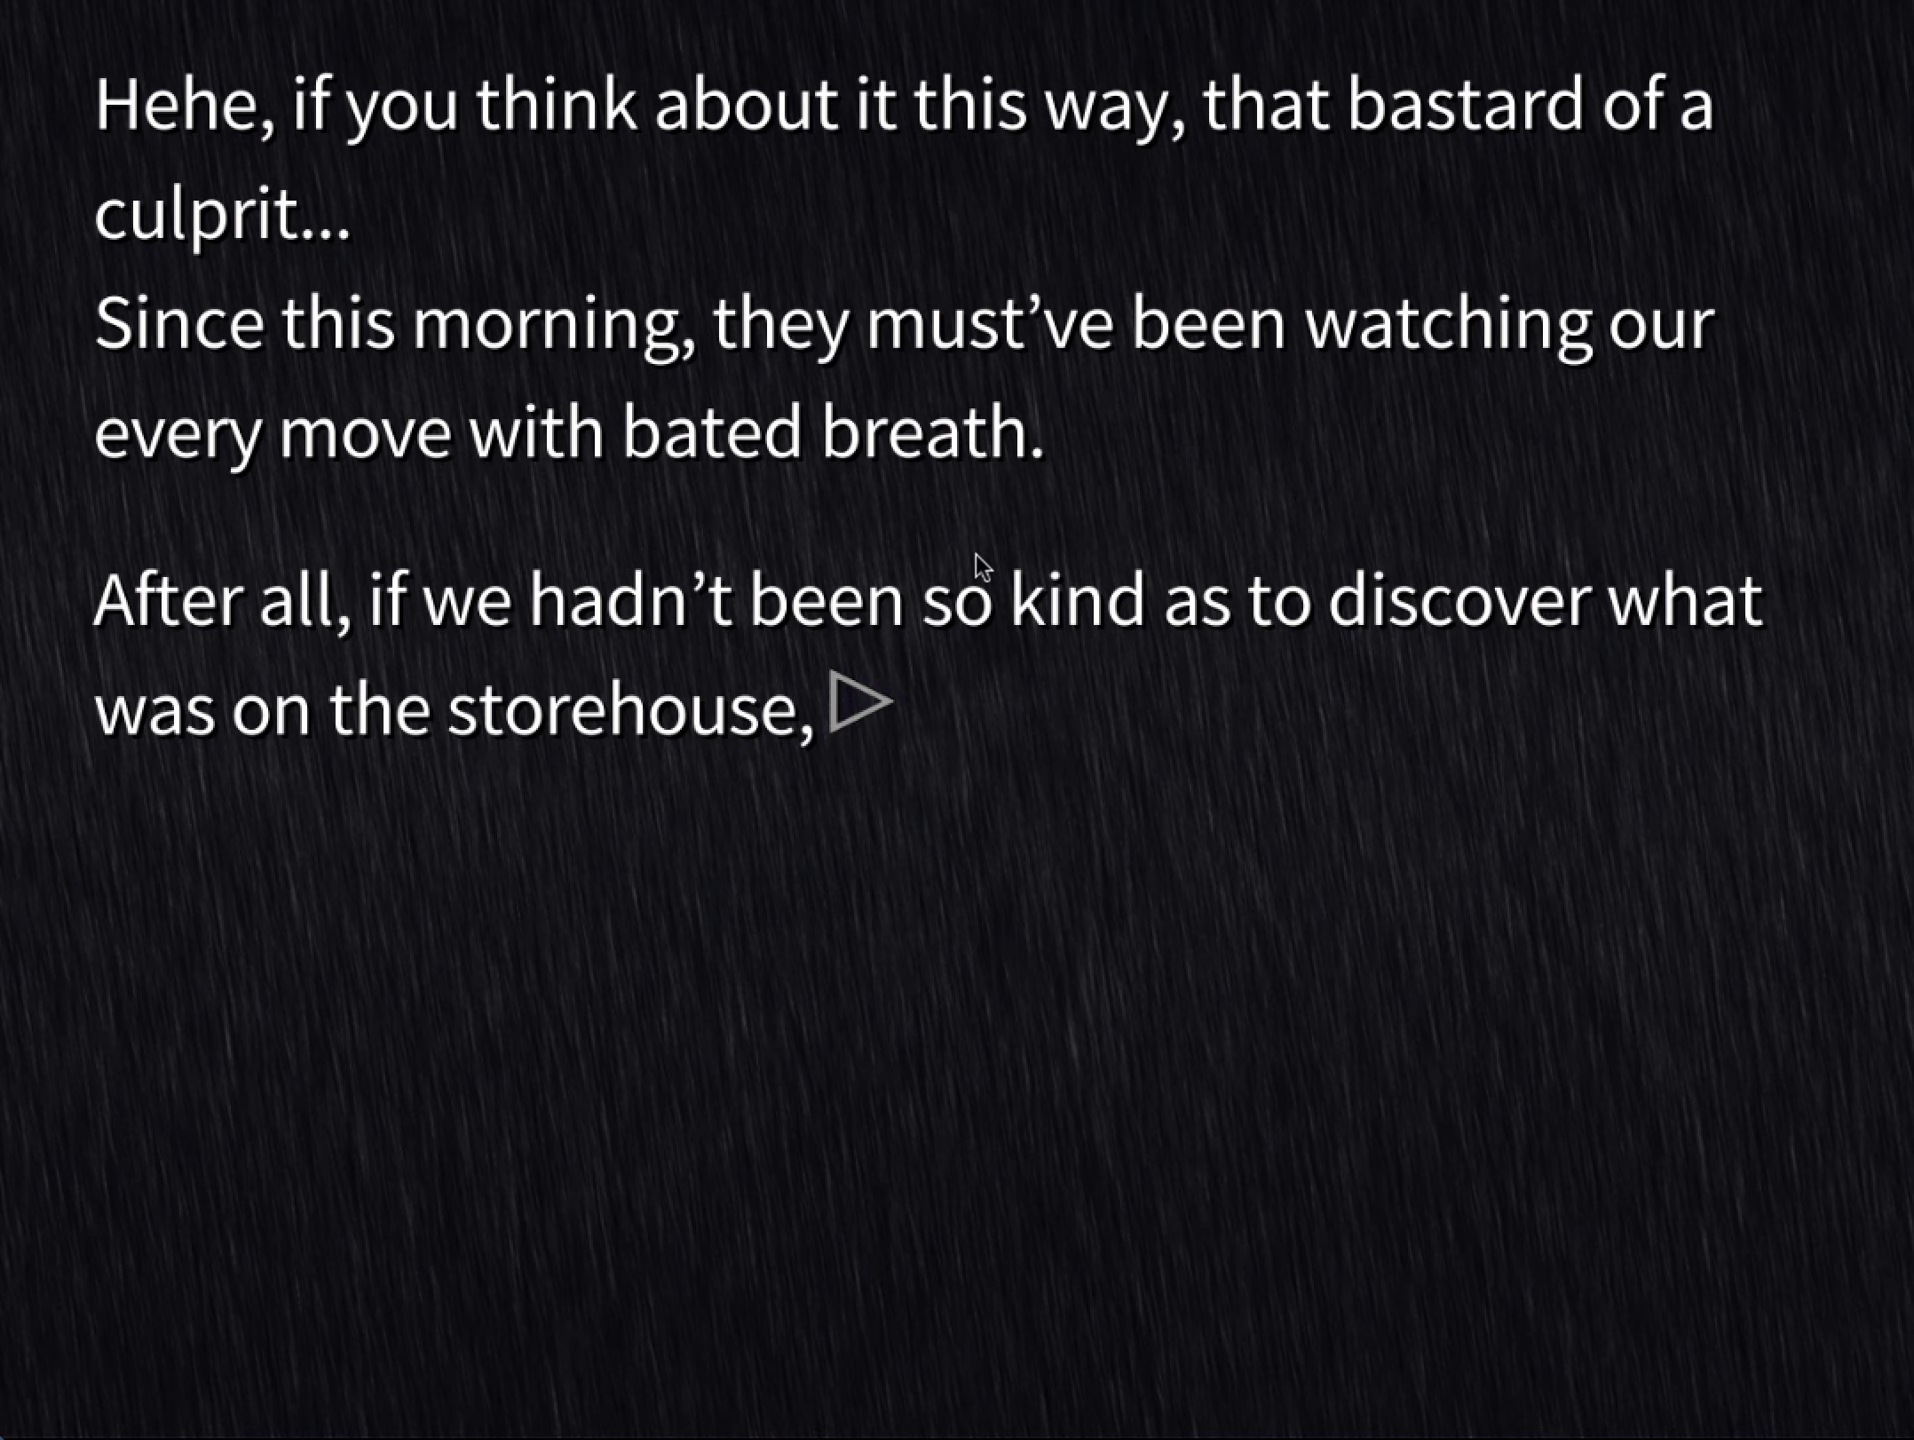 Hehe, if you think about it this way, that bastard of a
culprit...
Since this morning, they must’ve been watching our
every move with bated breath.
After all, if we hadn’t been so kind as to discover what
was on the storehouse,